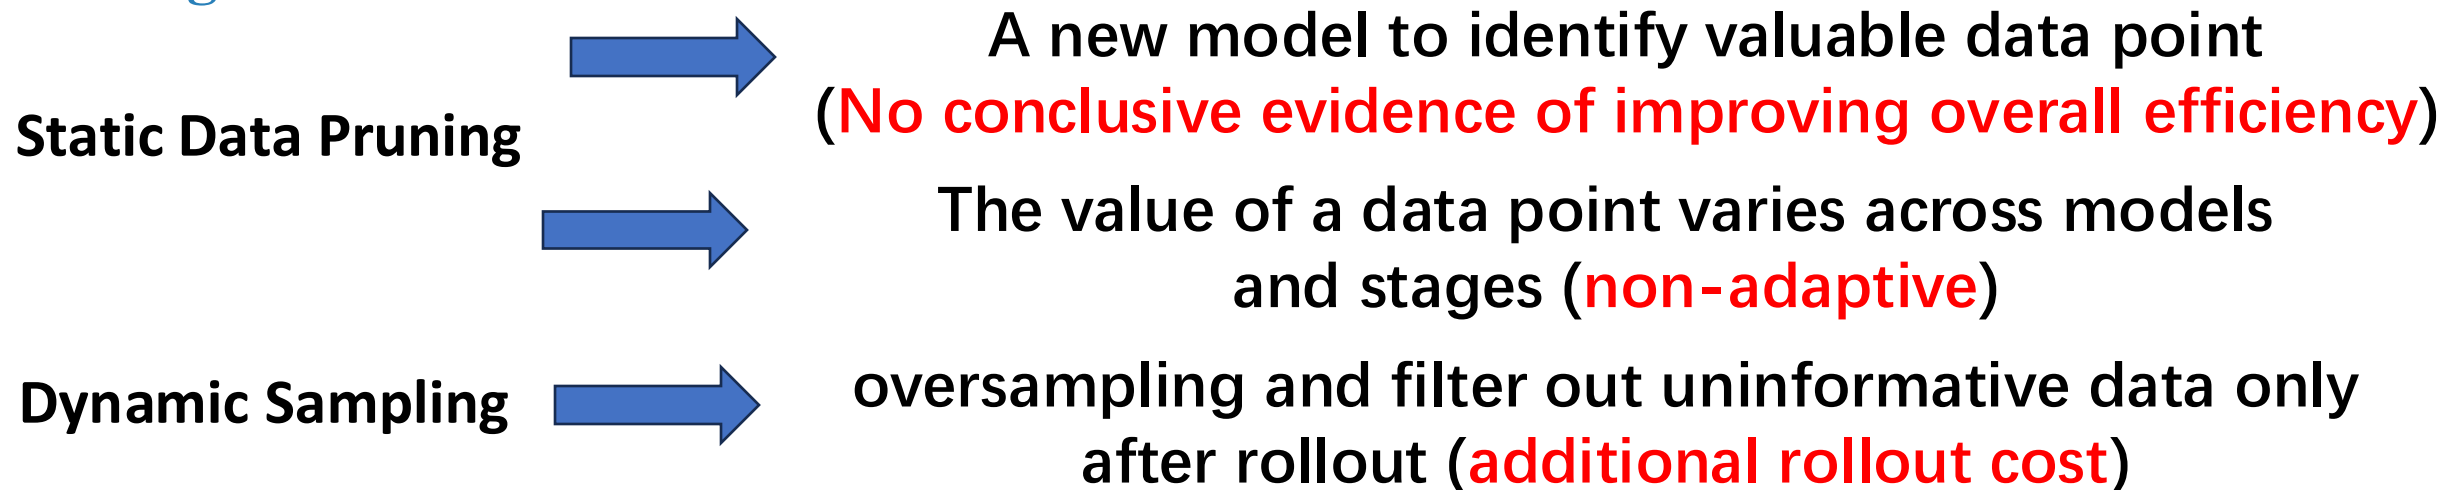 A new model to identify valuable data point
(No conclusive evidence of improving overall efficiency)
Static Data Pruning
The value of a data point varies across models
and stages (non-adaptive)
Dynamic Sampling
oversampling and filter out uninformative data only
after rollout (additional rollout cost)